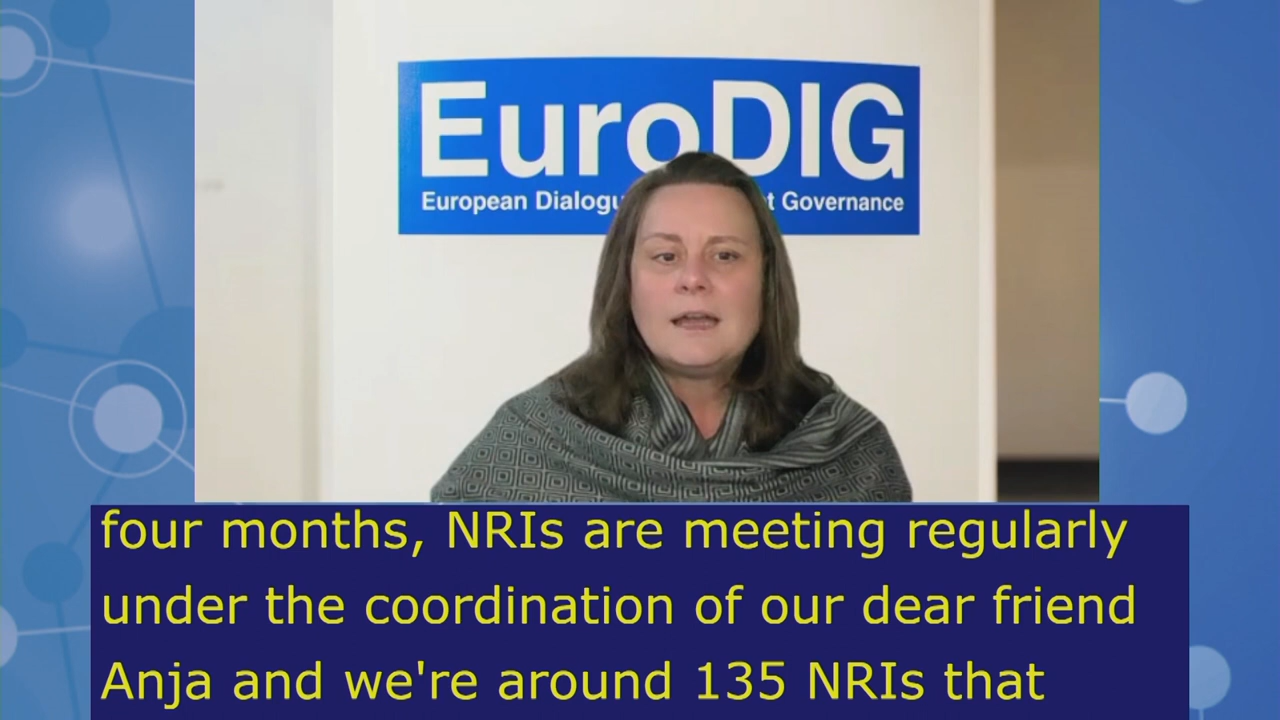 EuroDIG
European Dialogu t Governance
four months, NRIs are meeting regularly
under the coordination of our dear friend
Anja and we're around 135 NRIs that